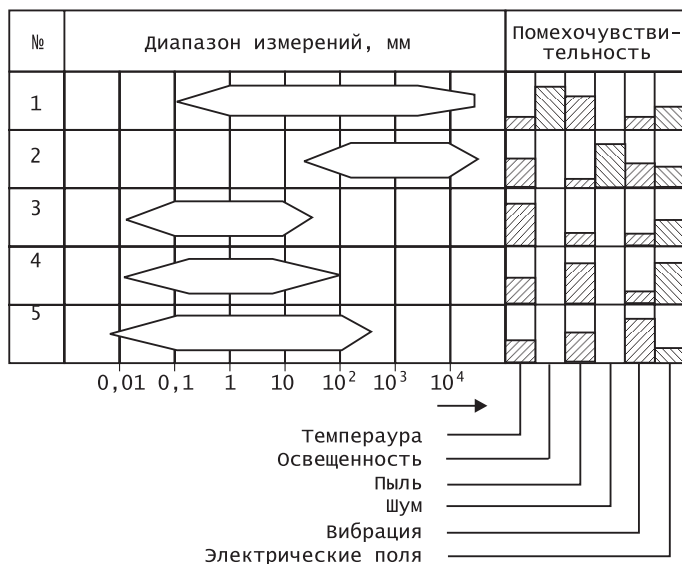 №
Диапазон измерений, мм
Помехочувстви-
тельность
1
2
3
4
5
0,01 0,1 1 10 10² 10³ 10⁴
Темпераура
Освещенность
Пыль
Шум
Вибрация
Электрические поля